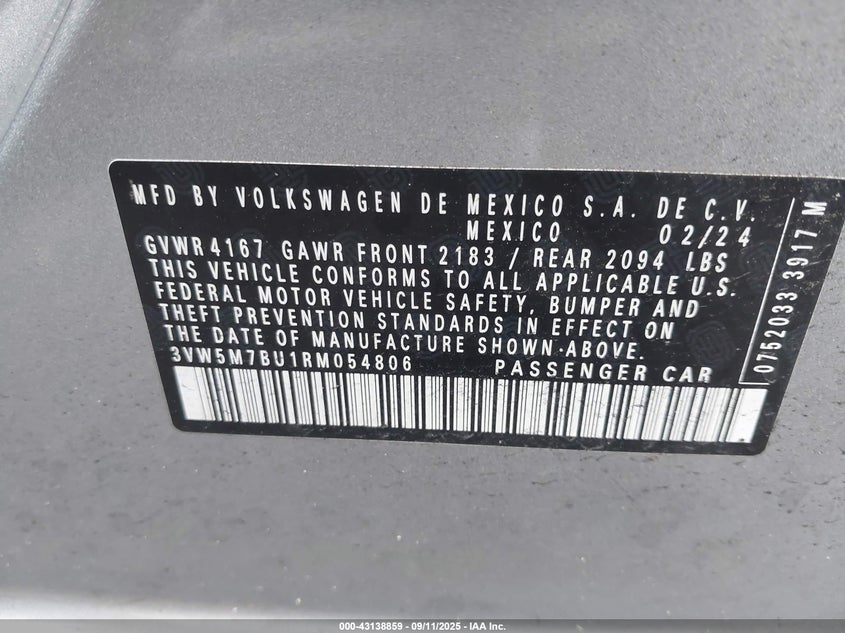 MFD BY VOLKSWAGEN DE MEXICO S.A. DE C.V.
MEXICO 02/24
GVWR 4167 GAWR FRONT 2183 / REAR 2094 LBS
THIS VEHICLE CONFORMS TO ALL APPLICABLE U.S.
FEDERAL MOTOR VEHICLE SAFETY, BUMPER AND
THEFT PREVENTION STANDARDS IN EFFECT ON
THE DATE OF MANUFACTURE SHOWN ABOVE.
3VW5M7BU1RM054806 PASSENGER CAR
0752033 3917 M
000-43138859 - 09/11/2025 - IAA Inc.